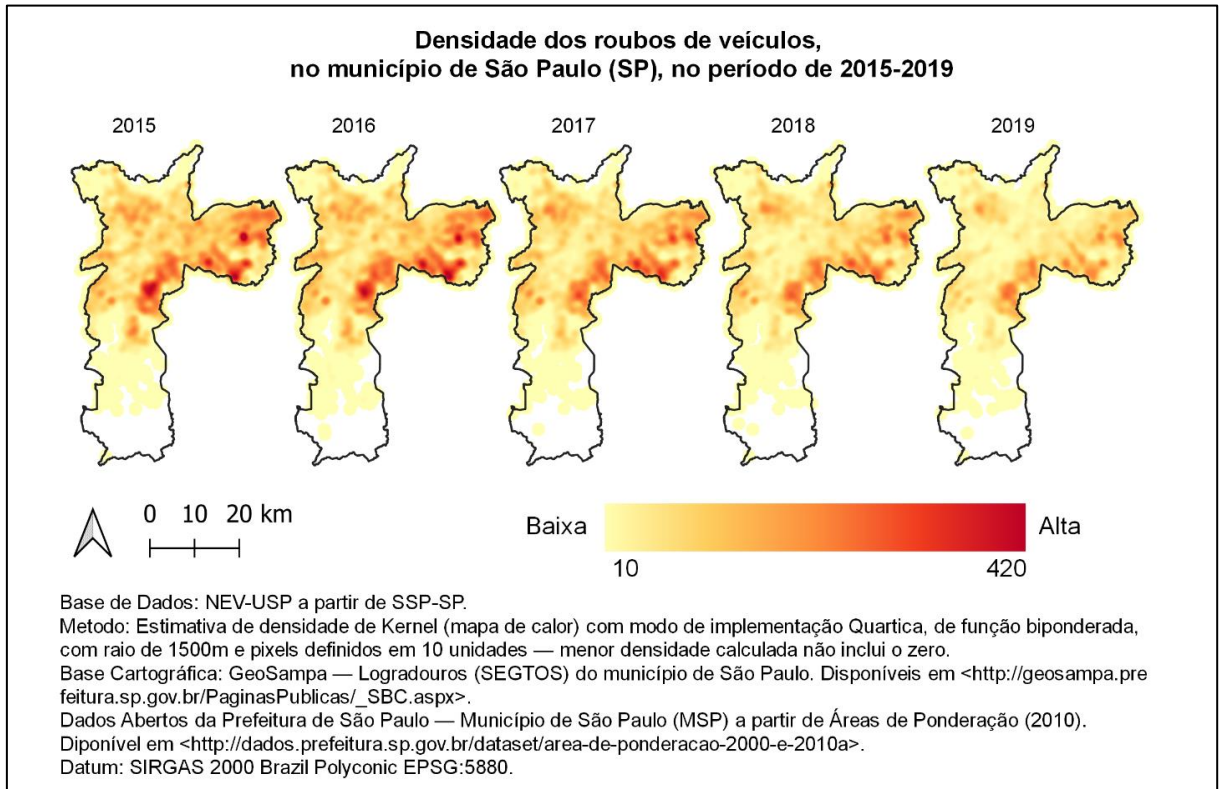 Densidade dos roubos de veículos,
no município de São Paulo (SP), no período de 2015-2019
2015 2016 2017 2018 2019
0 10 20 km
Baixa Alta
10 420
Base de Dados: NEV-USP a partir de SSP-SP.
Metodo: Estimativa de densidade de Kernel (mapa de calor) com modo de implementação Quartica, de função biponderada,
com raio de 1500m e pixels definidos em 10 unidades — menor densidade calculada não inclui o zero.
Base Cartográfica: GeoSampa — Logradouros (SEGTOS) do município de São Paulo. Disponíveis em <http://geosampa.pre
feitura.sp.gov.br/PaginasPublicas/_SBC.aspx>.
Dados Abertos da Prefeitura de São Paulo — Município de São Paulo (MSP) a partir de Áreas de Ponderação (2010).
Diponível em <http://dados.prefeitura.sp.gov.br/dataset/area-de-ponderacao-2000-e-2010a>.
Datum: SIRGAS 2000 Brazil Polyconic EPSG:5880.